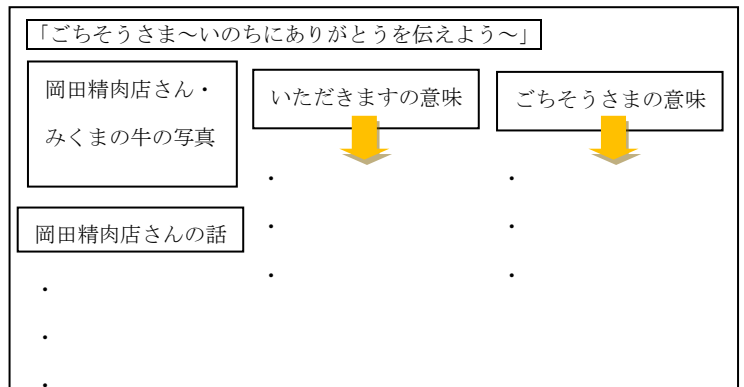 「ごちそうさま～いのちにありがとうを伝えよう～」
岡田精肉店さん・
みくまの牛の写真
いただきますの意味
ごちそうさまの意味
・
・
・
・
・
・
岡田精肉店さんの話
・
・
・